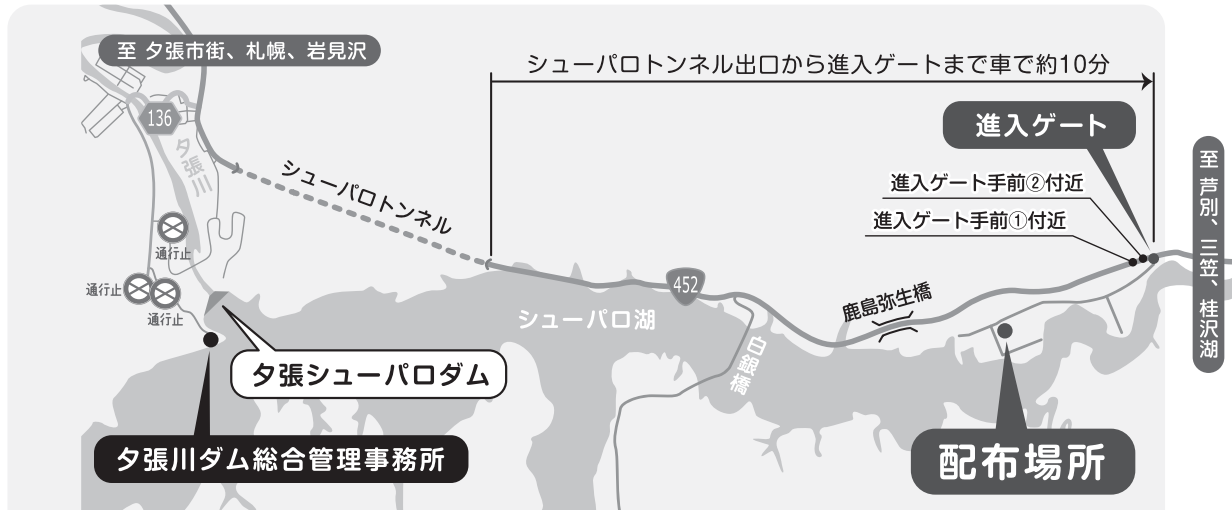 至 夕張市街、札幌、岩見沢
シューパロトンネル出口から進入ゲートまで車で約10分
136
進入ゲート
夕張川
シューパロトンネル
至 芦別、三笠、桂沢湖
進入ゲート手前②付近
進入ゲート手前①付近
通行止
通行止
通行止
452
鹿島弥生橋
シューパロ湖
白銀橋
夕張シューパロダム
夕張川ダム総合管理事務所
配布場所